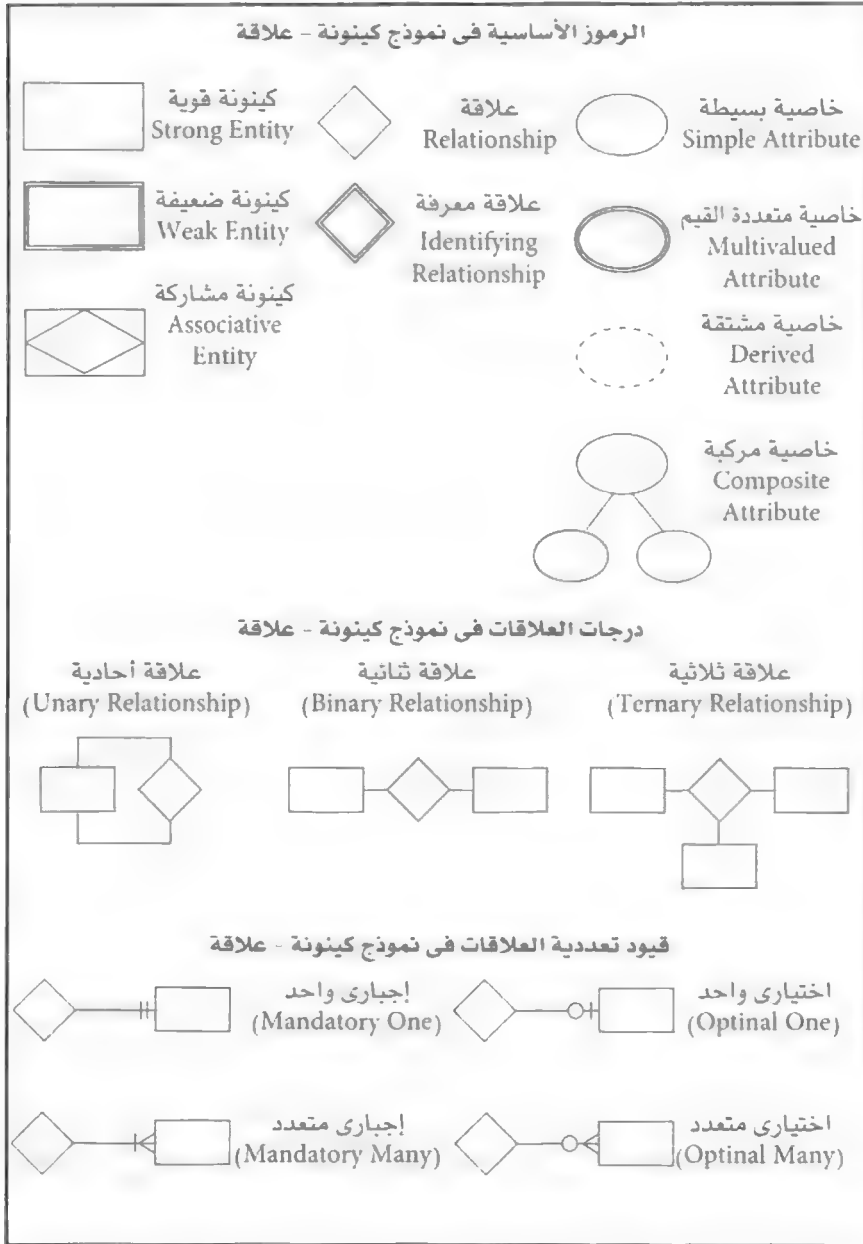 الرموز الأساسية فى نموذج كينونة - علاقة
كينونة قوية
Strong Entity
علاقة
Relationship
خاصية بسيطة
Simple Attribute
كينونة ضعيفة
Weak Entity
علاقة معرفة
Identifying
Relationship
خاصية متعددة القيم
Multivalued
Attribute
كينونة مشاركة
Associative
Entity
خاصية مشتقة
Derived
Attribute
خاصية مركبة
Composite
Attribute
درجات العلاقات فى نموذج كينونة - علاقة
علاقة أحادية
(Unary Relationship)
علاقة ثنائية
(Binary Relationship)
علاقة ثلاثية
(Ternary Relationship)
قيود تعددية العلاقات فى نموذج كينونة - علاقة
إجبارى واحد
(Mandatory One)
اختيارى واحد
(Optinal One)
إجبارى متعدد
(Mandatory Many)
اختيارى متعدد
(Optinal Many)